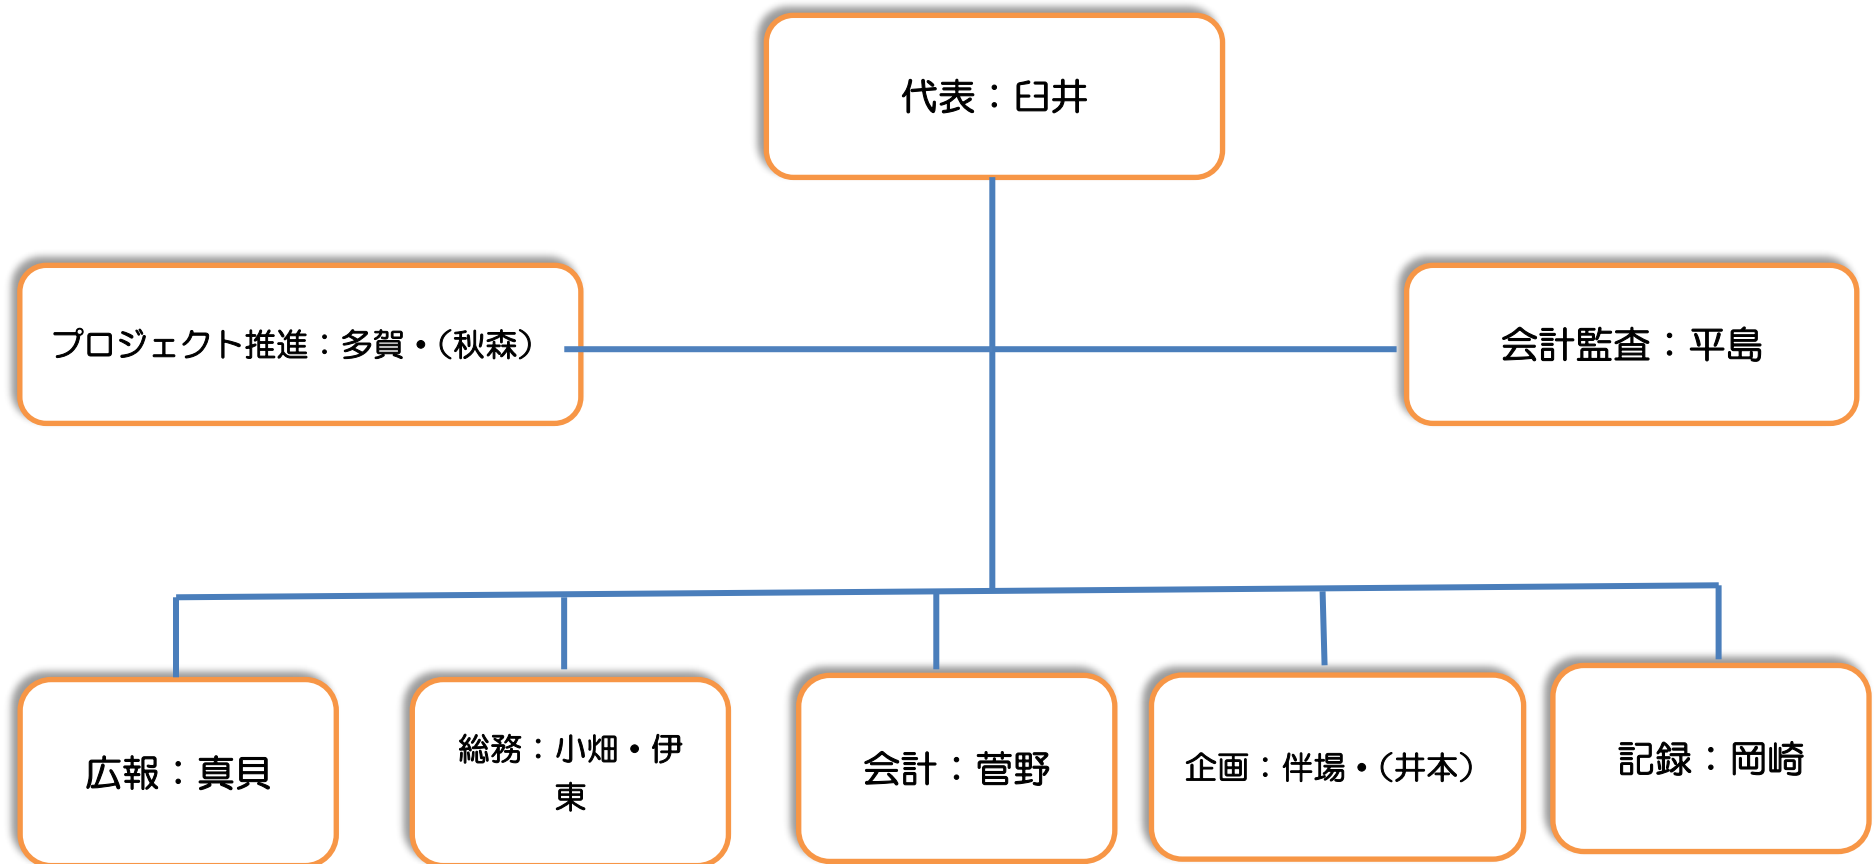 代表：臼井
プロジェクト推進：多賀・（秋森）
会計監査：平島
広報：真貝
総務：小畑・伊
東
会計：菅野
企画：伴場・（井本）
記録：岡崎